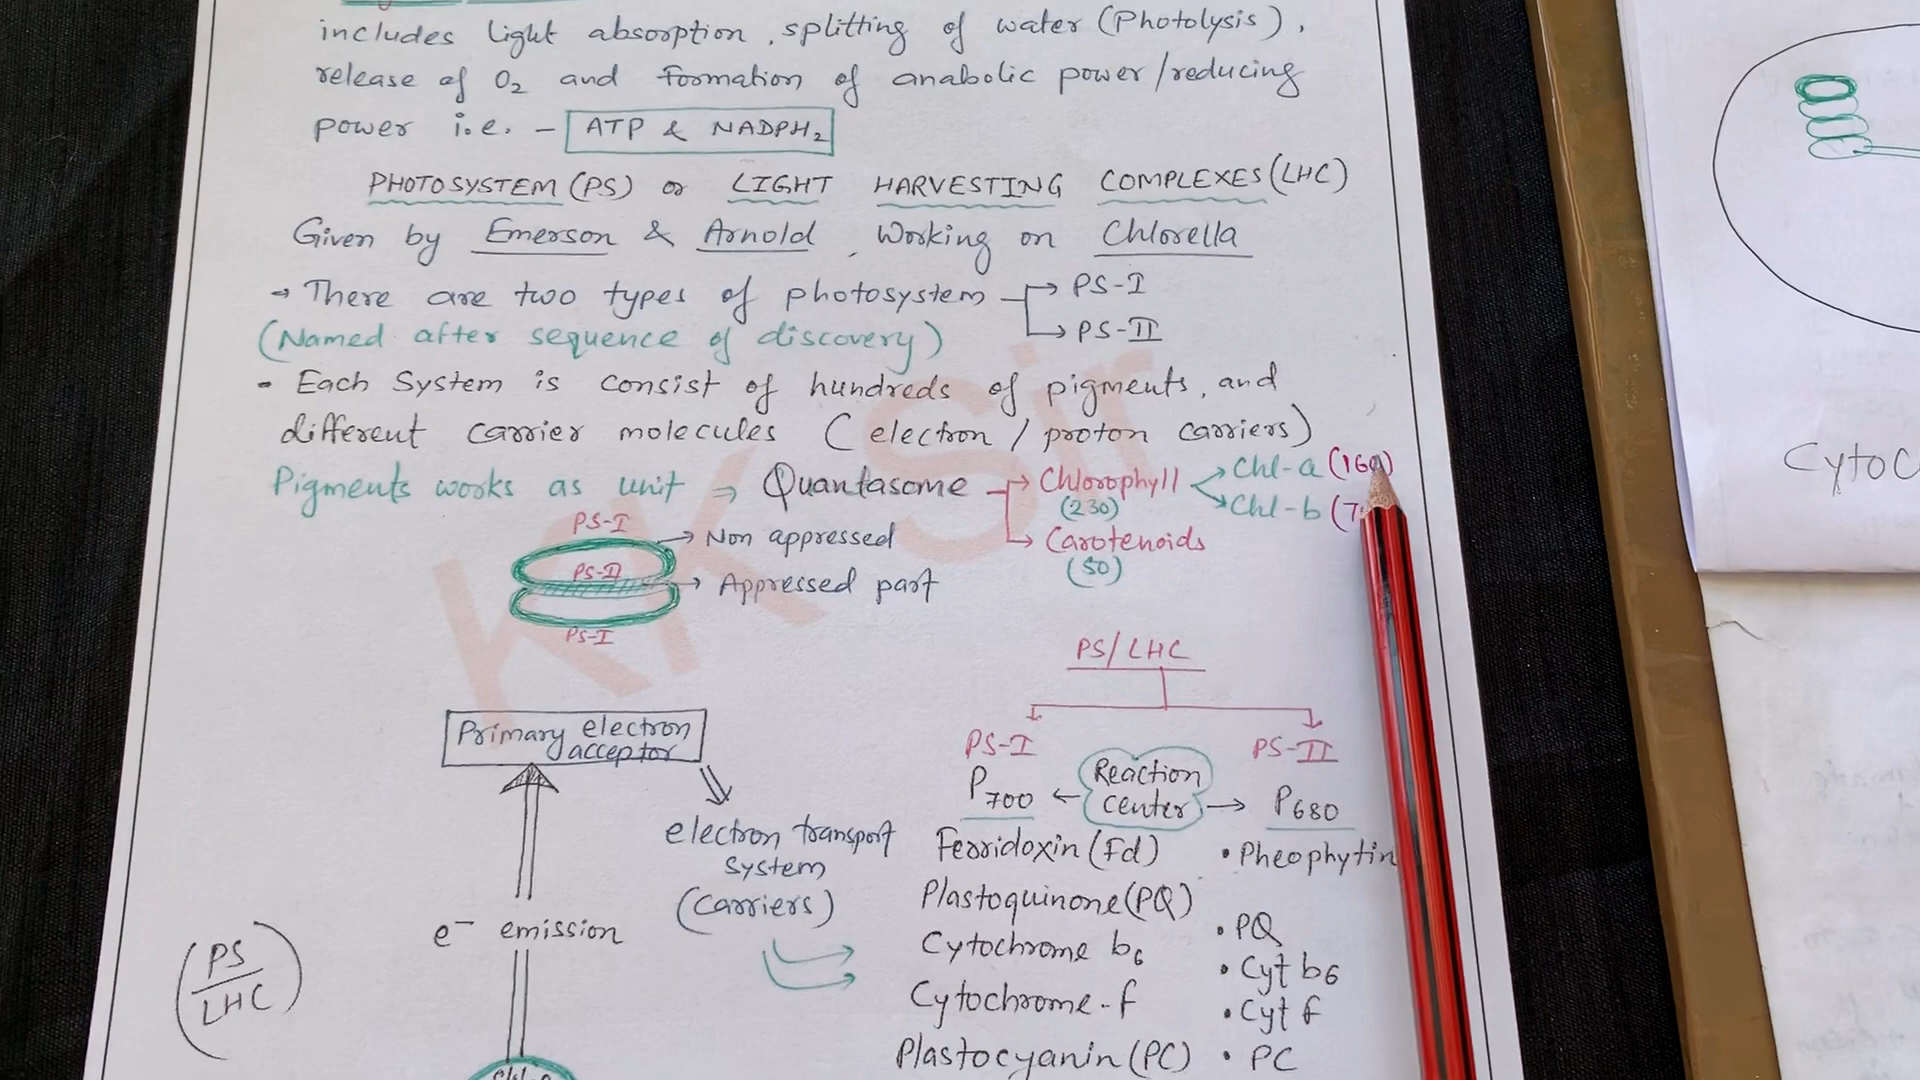 includes light absorption, splitting of water (Photolysis),
release of O2 and formation of anabolic power/reducing
power i.e. - ATP & NADPH2
PHOTOSYSTEM (PS) or LIGHT HARVESTING COMPLEXES (LHC)
Given by Emerson & Arnold, Working on Chlorella
→ There are two types of photosystem → PS-I
→ PS-II
(Named after sequence of discovery)
- Each System is consist of hundreds of pigments, and
different carrier molecules (electron / proton carriers)
Pigments works as unit ⇒ Quantasome → Chlorophyll → Chl-a (160)
(230) → Chl-b
→ Carotenoids
(50)
PS-I
→ Non appressed
PS-II
→ Appressed part
PS-I
KK Sir
PS/LHC
PS-I PS-II
Reaction center
P700 ← → P680
Primary electron
acceptor
electron transport
system
(carriers)
e- emission
PS
LHC
Ferridoxin (Fd) • Pheophytin
Plastoquinone (PQ) • PQ
Cytochrome b6 • Cyt b6
Cytochrome-f • Cyt f
Plastocyanin (PC) • PC
Cytoc